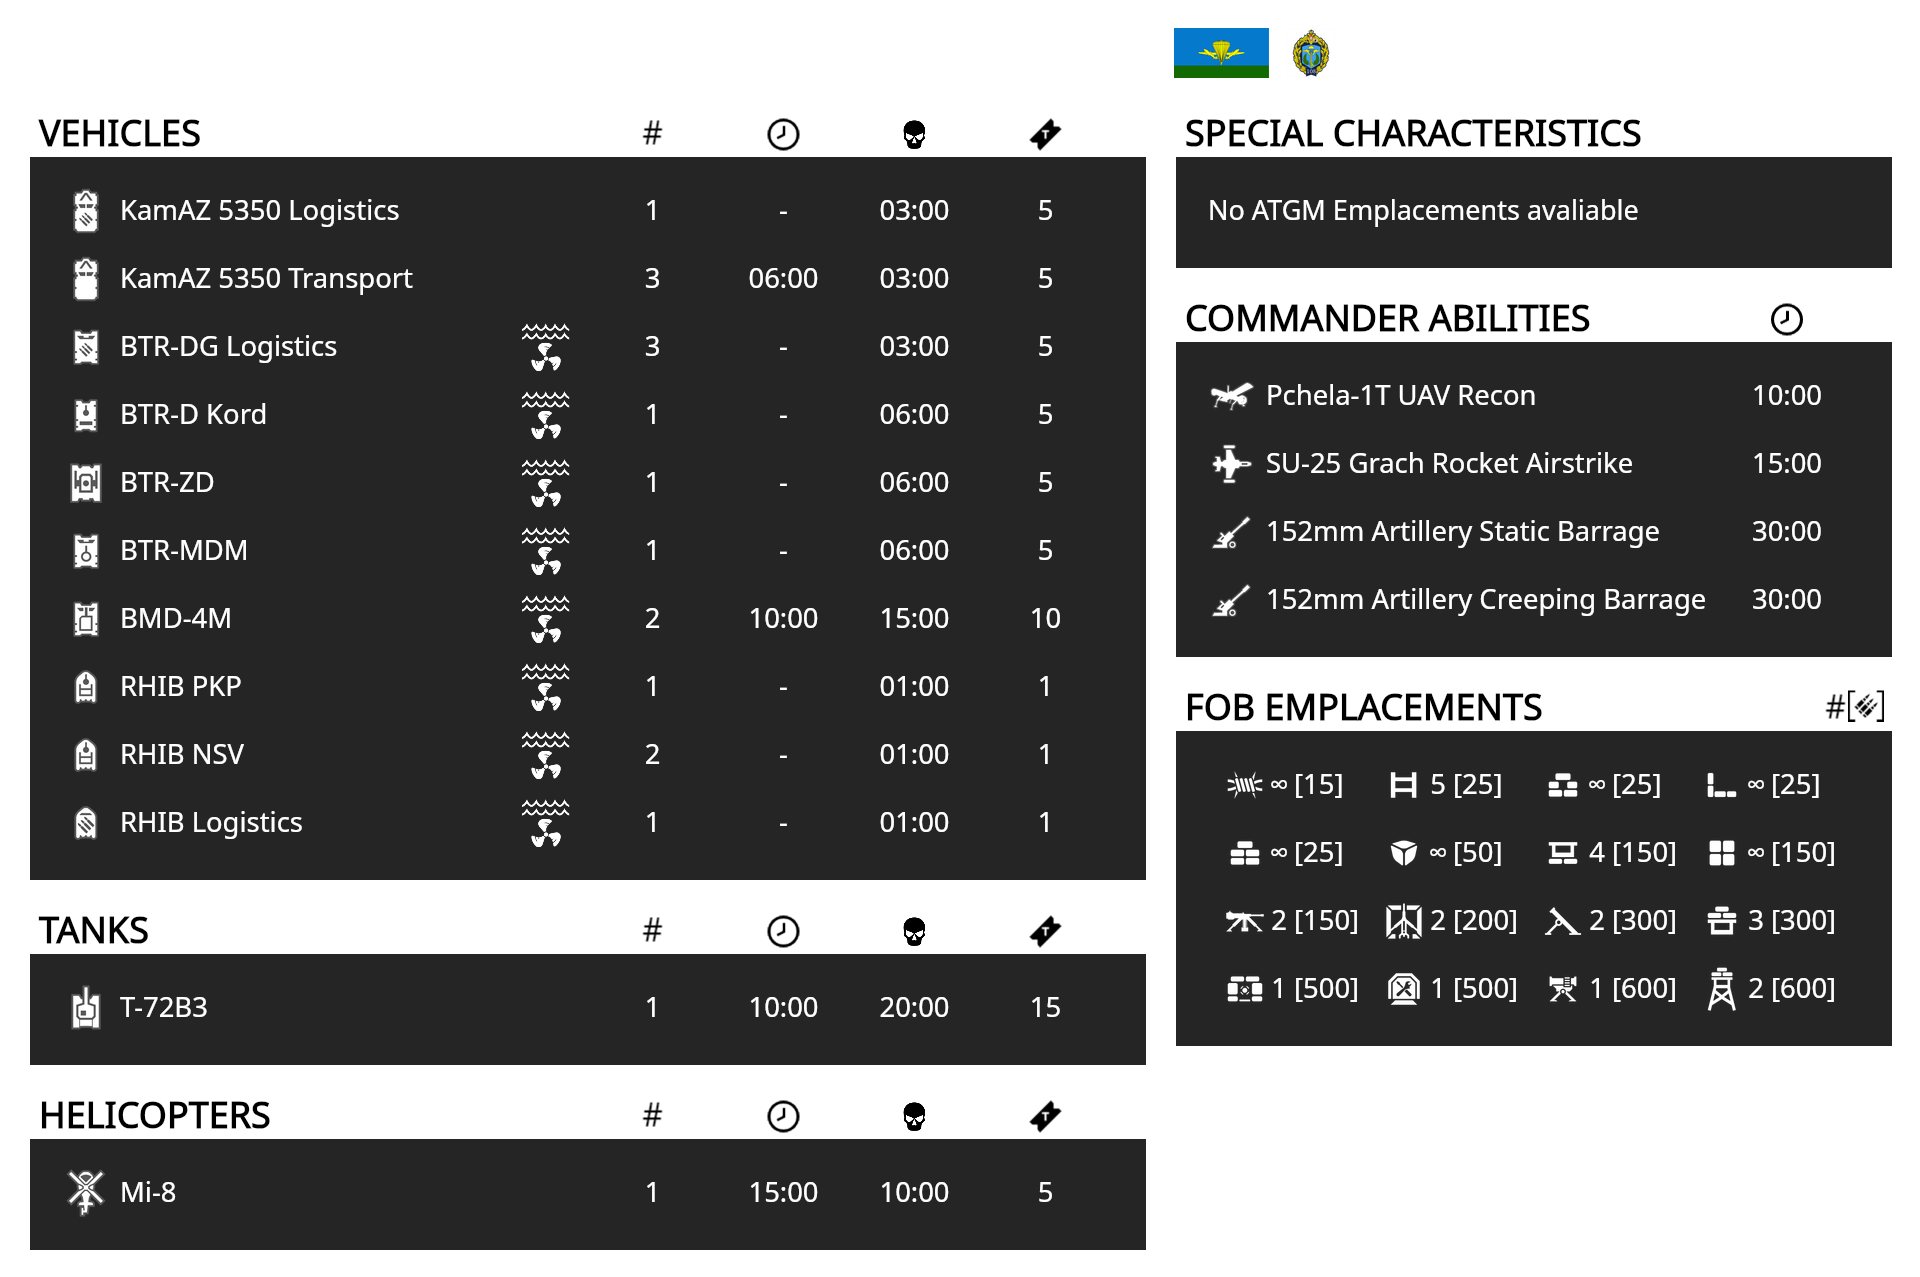 VEHICLES #
KamAZ 5350 Logistics 1 - 03:00 5
KamAZ 5350 Transport 3 06:00 03:00 5
BTR-DG Logistics 3 - 03:00 5
BTR-D Kord 1 - 06:00 5
BTR-ZD 1 - 06:00 5
BTR-MDM 1 - 06:00 5
BMD-4M 2 10:00 15:00 10
RHIB PKP 1 - 01:00 1
RHIB NSV 2 - 01:00 1
RHIB Logistics 1 - 01:00 1
TANKS #
T-72B3 1 10:00 20:00 15
HELICOPTERS #
Mi-8 1 15:00 10:00 5
SPECIAL CHARACTERISTICS
No ATGM Emplacements avaliable
COMMANDER ABILITIES
Pchela-1T UAV Recon 10:00
SU-25 Grach Rocket Airstrike 15:00
152mm Artillery Static Barrage 30:00
152mm Artillery Creeping Barrage 30:00
FOB EMPLACEMENTS #[]
∞ [15] 5 [25] ∞ [25] ∞ [25]
∞ [25] ∞ [50] 4 [150] ∞ [150]
2 [150] 2 [200] 2 [300] 3 [300]
1 [500] 1 [500] 1 [600] 2 [600]